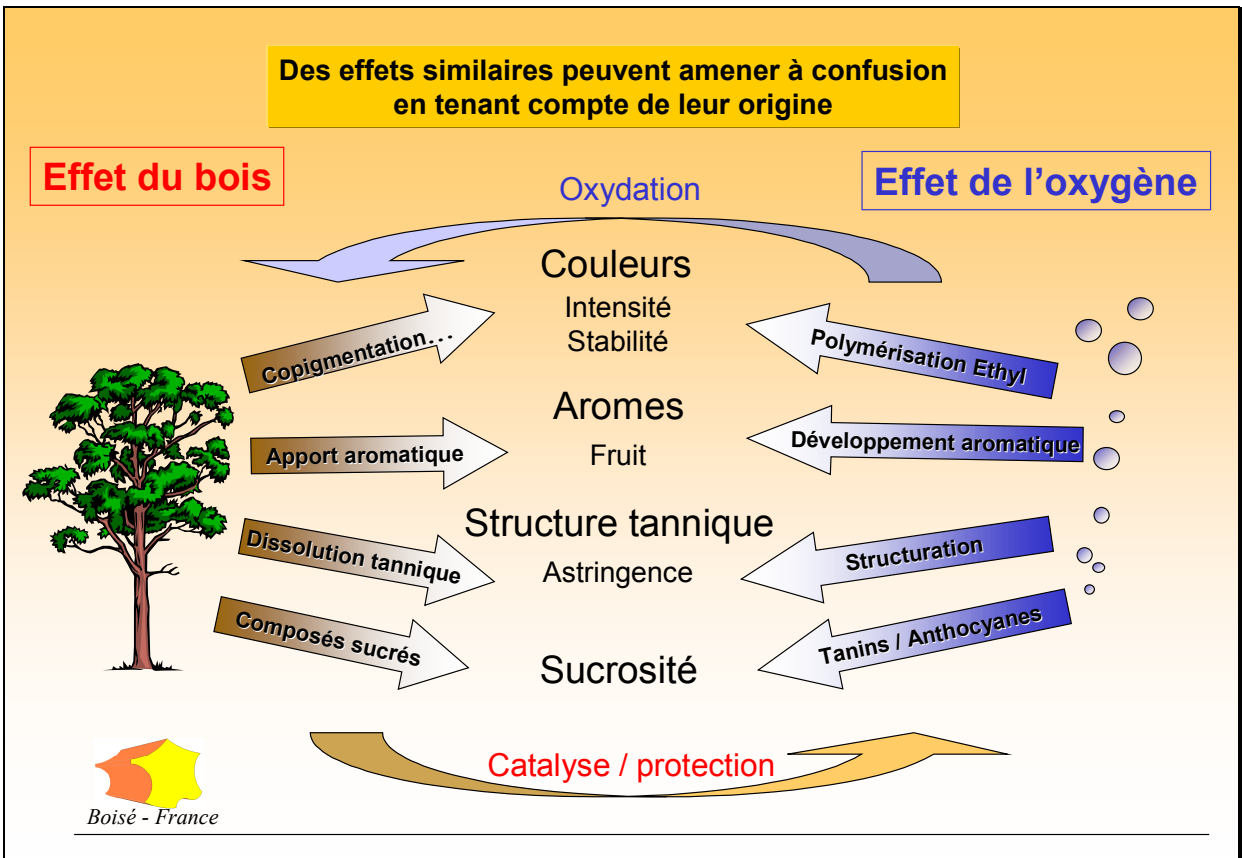 Des effets similaires peuvent amener à confusion
en tenant compte de leur origine
Effet du bois
Oxydation
Effet de l'oxygène
Couleurs
Intensité
Stabilité
Copigmentation…
Polymérisation Ethyl
Aromes
Fruit
Apport aromatique
Développement aromatique
Structure tannique
Astringence
Dissolution tannique
Structuration
Composés sucrés
Tanins / Anthocyanes
Sucrosité
Catalyse / protection
Boisé - France